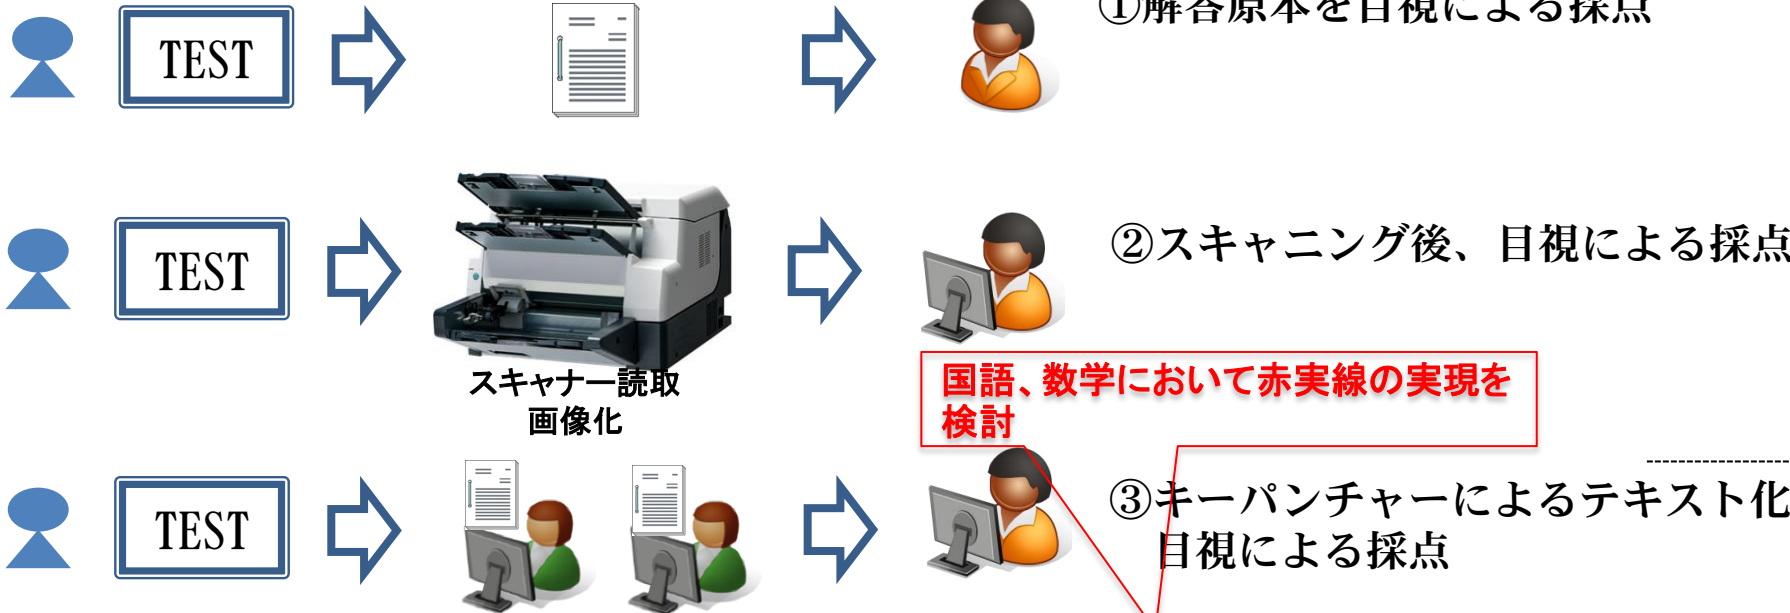 ①解答原本を目視による採点
TEST
TEST
②スキャニング後、目視による採点
スキャナー読取
画像化
国語、数学において赤実線の実現を
検討
TEST
③キーパンチャーによるテキスト化
目視による採点